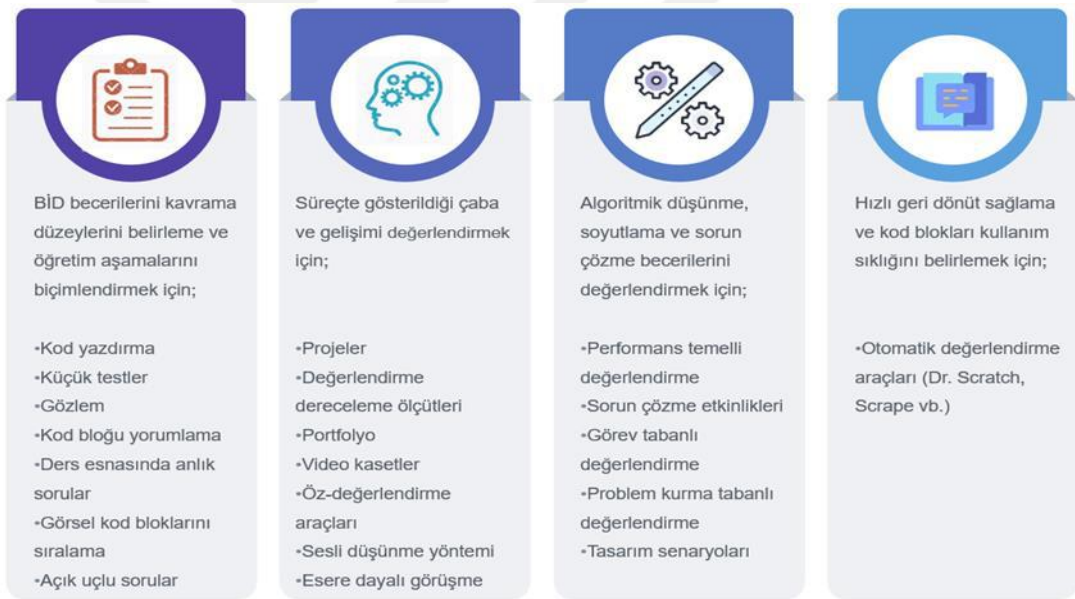 BİD becerilerini kavrama
düzeylerini belirleme ve
öğretim aşamalarını
biçimlendirmek için;
•Kod yazdırma
•Küçük testler
•Gözlem
•Kod bloğu yorumlama
•Ders esnasında anlık
sorular
•Görsel kod bloklarını
sıralama
•Açık uçlu sorular
Süreçte gösterildiği çaba
ve gelişimi değerlendirmek
için;
•Projeler
•Değerlendirme
dereceleme ölçütleri
•Portfolyo
•Video kasetler
•Öz-değerlendirme
araçları
•Sesli düşünme yöntemi
•Esere dayalı görüşme
Algoritmik düşünme,
soyutlama ve sorun
çözme becerilerini
değerlendirmek için;
•Performans temelli
değerlendirme
•Sorun çözme etkinlikleri
•Görev tabanlı
değerlendirme
•Problem kurma tabanlı
değerlendirme
•Tasarım senaryoları
Hızlı geri dönüt sağlama
ve kod blokları kullanım
sıklığını belirlemek için;
•Otomatik değerlendirme
araçları (Dr. Scratch,
Scrape vb.)